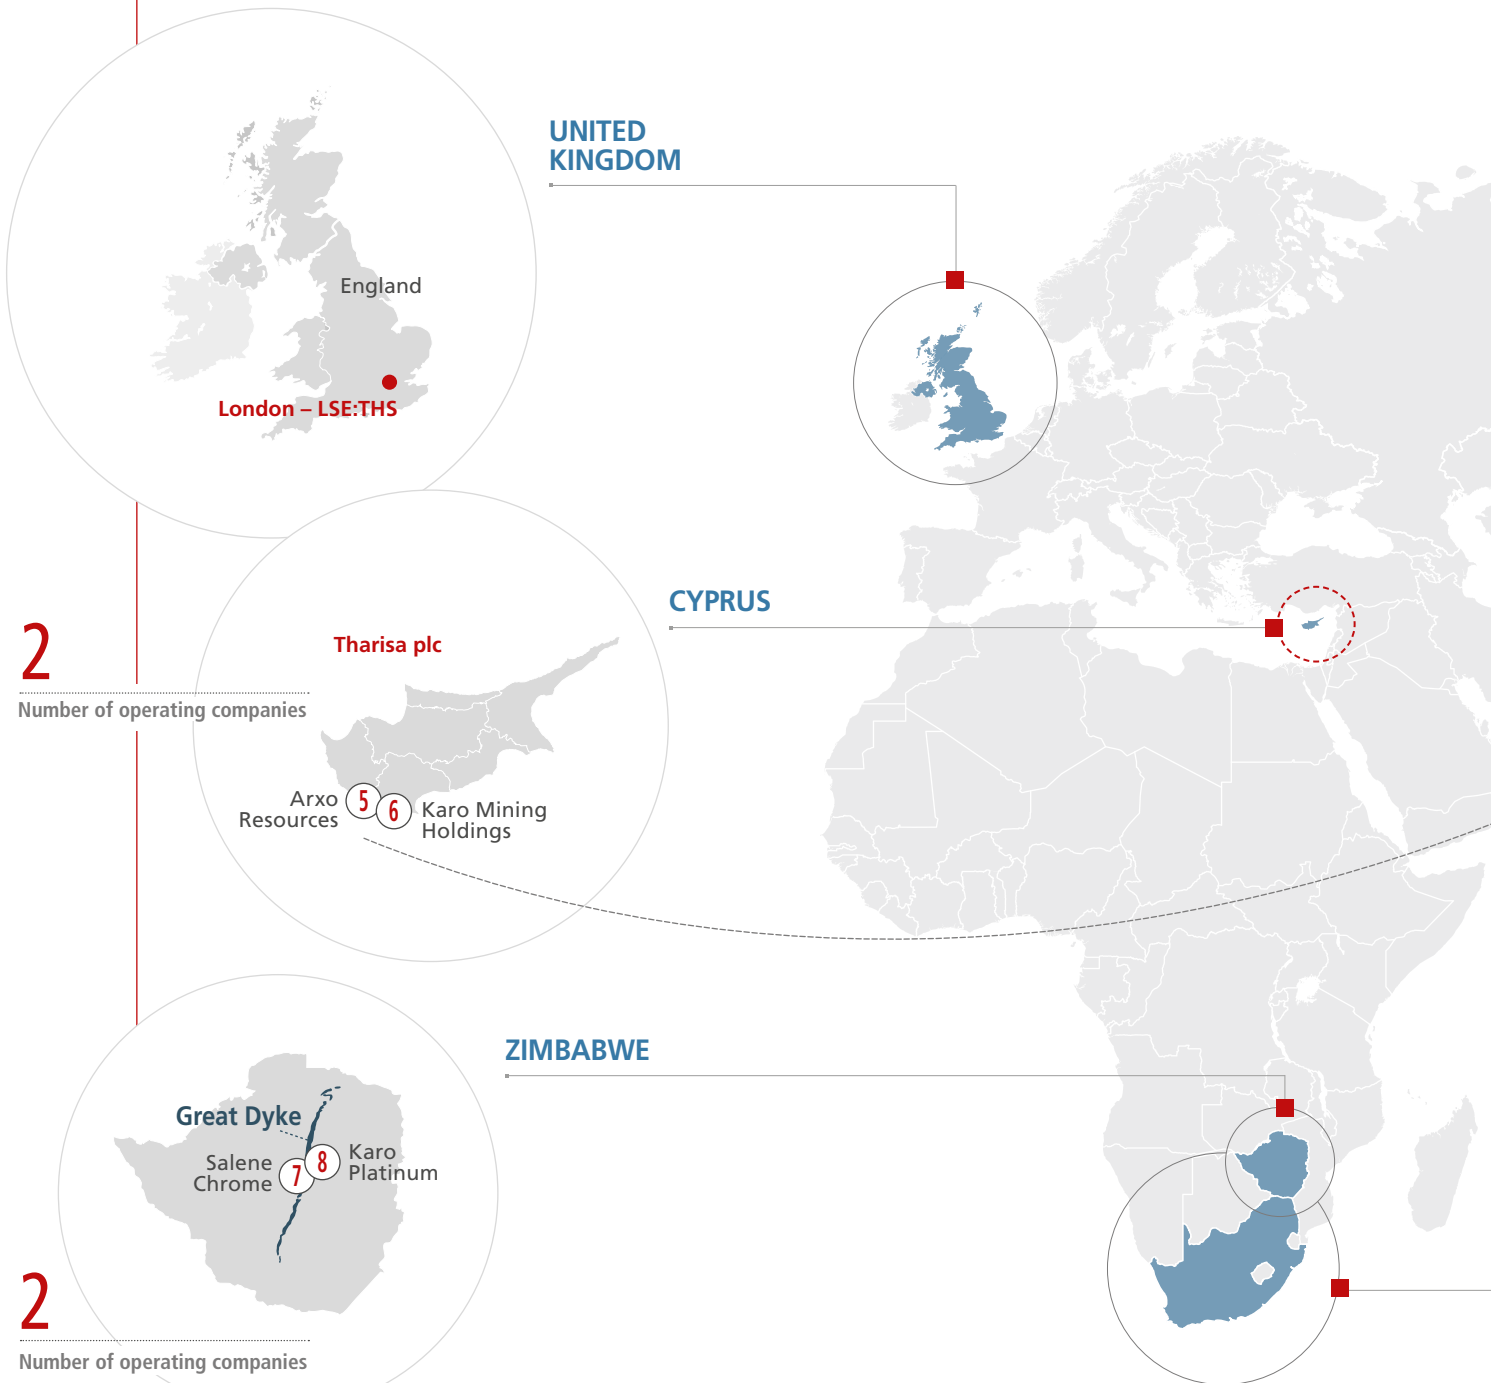 UNITED
KINGDOM
England
London – LSE:THS
CYPRUS
Tharisa plc
2
Number of operating companies
Arxo
Resources
5
6
Karo Mining
Holdings
ZIMBABWE
Great Dyke
Salene
Chrome
7
8
Karo
Platinum
2
Number of operating companies